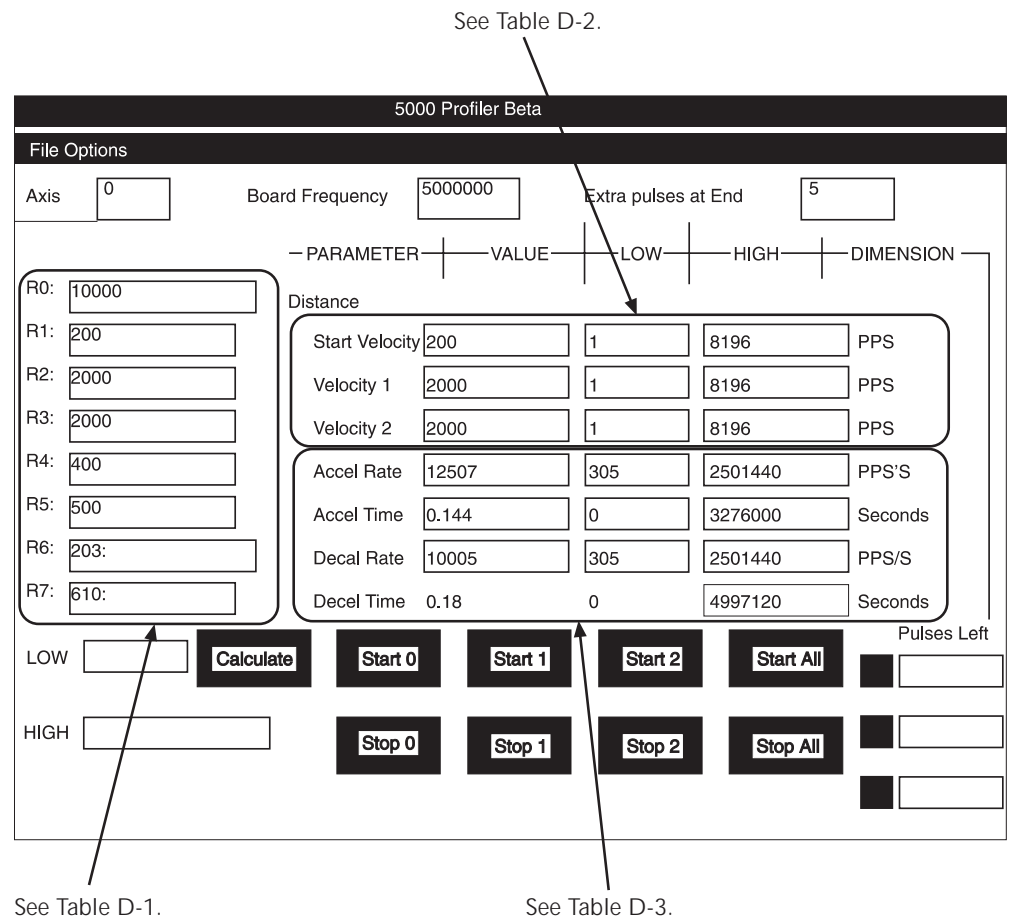 See Table D-2.
5000 Profiler Beta
File Options
Axis 0 Board Frequency 5000000 Extra pulses at End 5
PARAMETER VALUE LOW HIGH DIMENSION
R0: 10000
Distance
R1: 200
Start Velocity 200 1 8196 PPS
R2: 2000
Velocity 1 2000 1 8196 PPS
R3: 2000
Velocity 2 2000 1 8196 PPS
R4: 400
Accel Rate 12507 305 2501440 PPS'S
R5: 500
Accel Time 0.144 0 3276000 Seconds
R6: 203:
Decal Rate 10005 305 2501440 PPS/S
R7: 610:
Decel Time 0.18 0 4997120 Seconds
Pulses Left
LOW Calculate Start 0 Start 1 Start 2 Start All
HIGH Stop 0 Stop 1 Stop 2 Stop All
See Table D-1. See Table D-3.